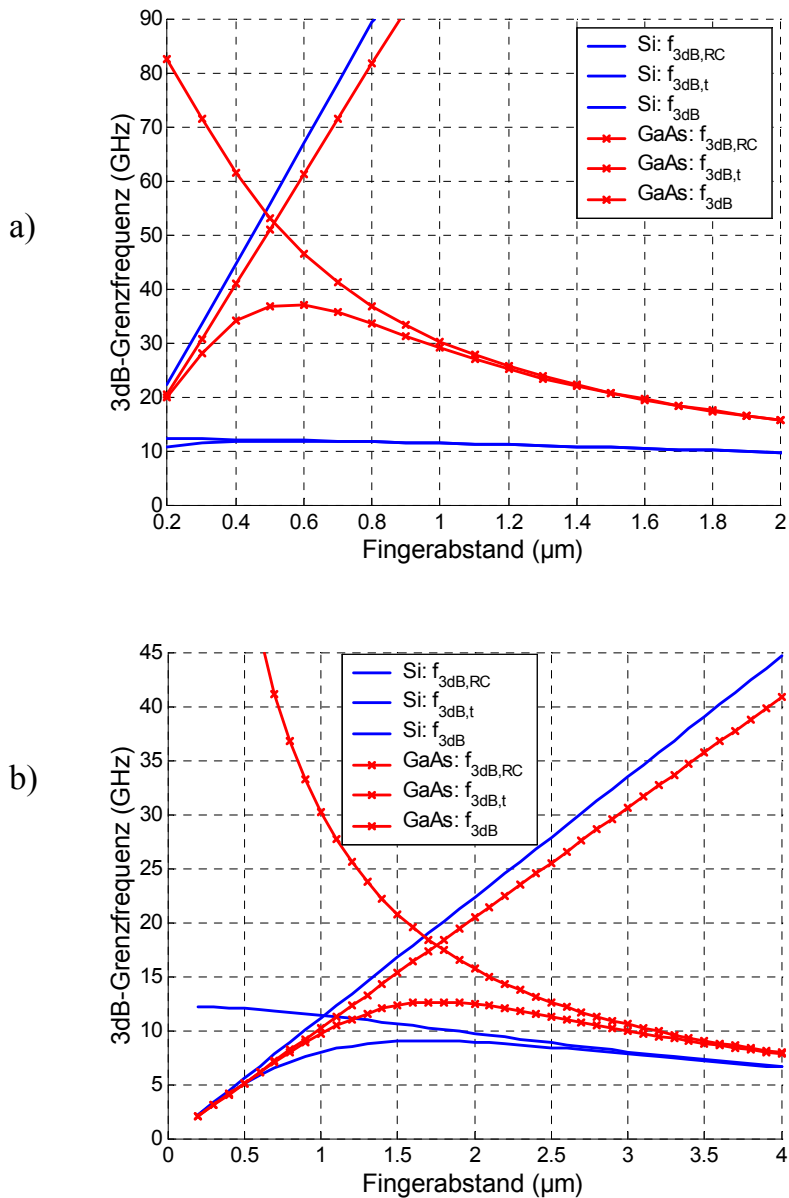 a)
3dB-Grenzfrequenz (GHz)
90
80
70
60
50
40
30
20
10
0
Si: f3dB,RC
Si: f3dB,t
Si: f3dB
GaAs: f3dB,RC
GaAs: f3dB,t
GaAs: f3dB
0.2 0.4 0.6 0.8 1 1.2 1.4 1.6 1.8 2
Fingerabstand (µm)
b)
3dB-Grenzfrequenz (GHz)
45
40
35
30
25
20
15
10
5
0
Si: f3dB,RC
Si: f3dB,t
Si: f3dB
GaAs: f3dB,RC
GaAs: f3dB,t
GaAs: f3dB
0 0.5 1 1.5 2 2.5 3 3.5 4
Fingerabstand (µm)